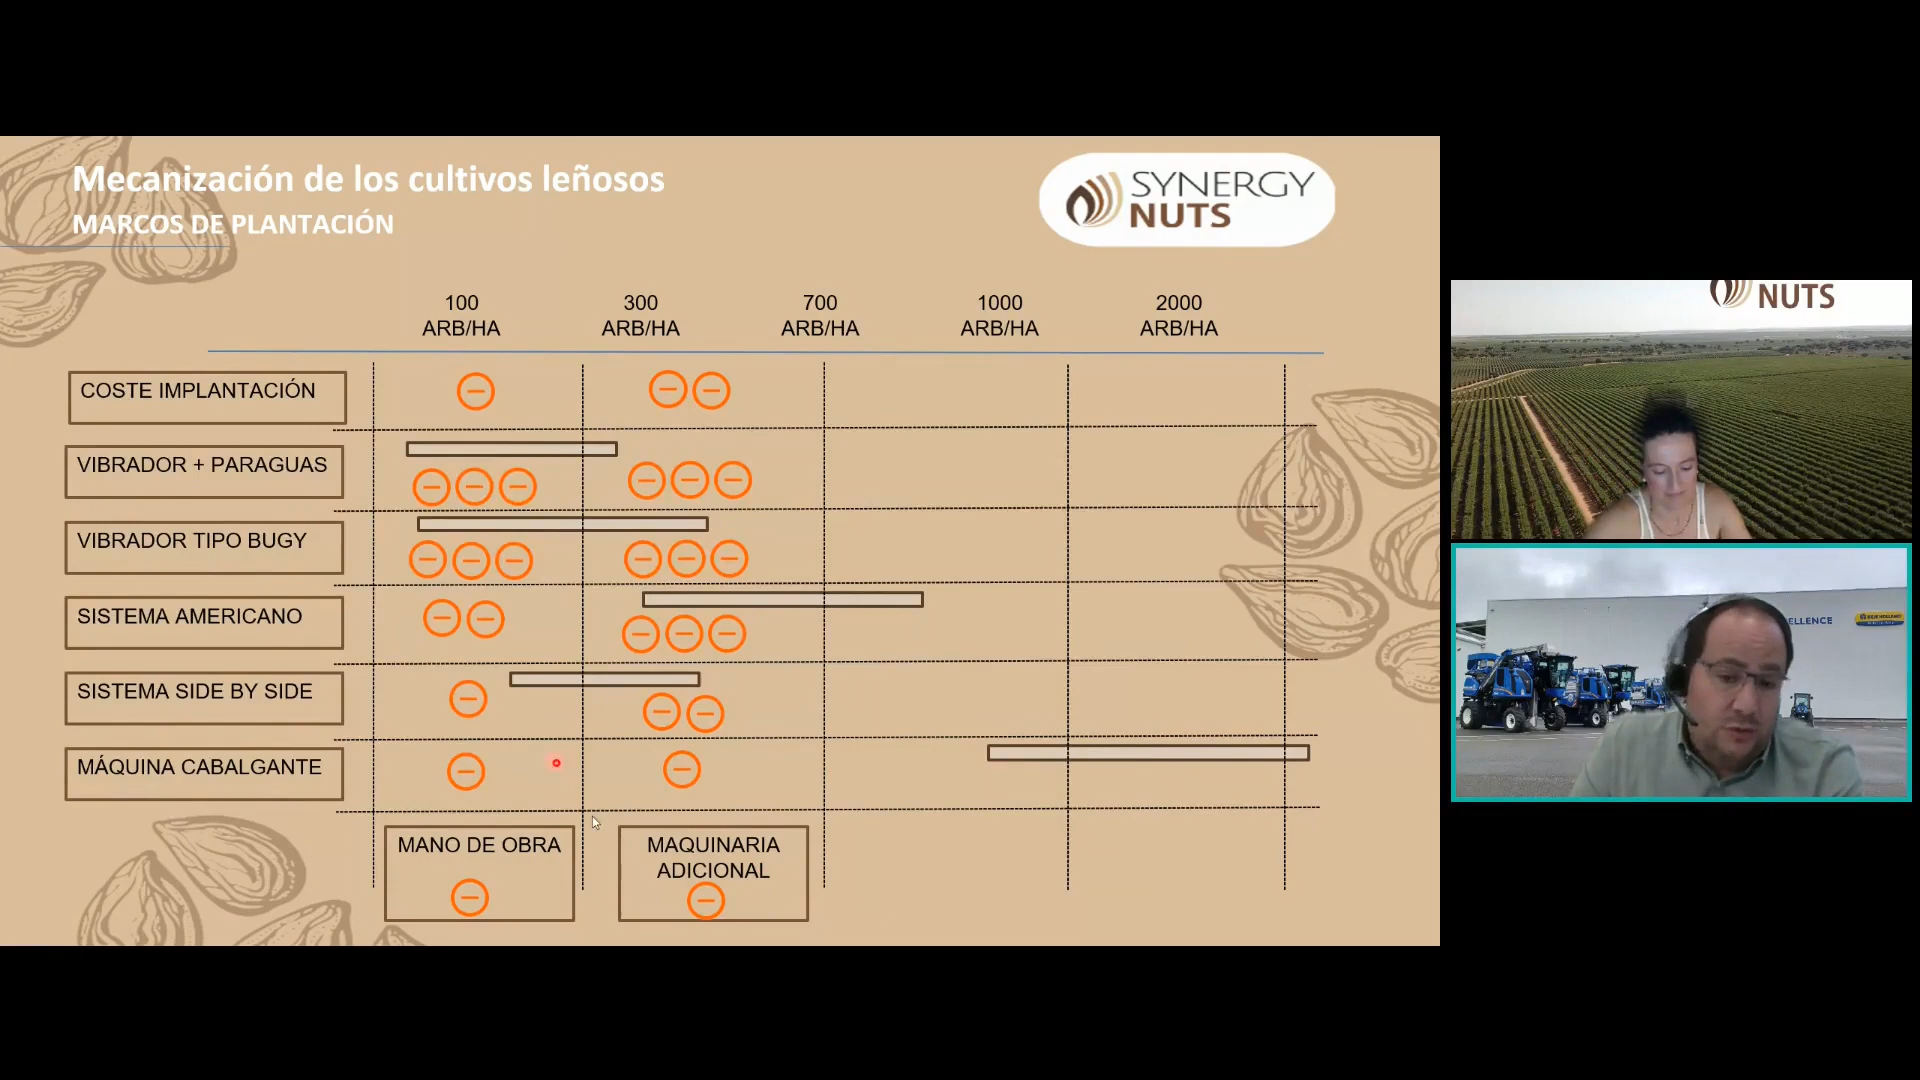 Mecanización de los cultivos leñosos
MARCOS DE PLANTACIÓN
SYNERGY
NUTS
100
ARB/HA
300
ARB/HA
700
ARB/HA
1000
ARB/HA
2000
ARB/HA
COSTE IMPLANTACIÓN
VIBRADOR + PARAGUAS
VIBRADOR TIPO BUGY
SISTEMA AMERICANO
SISTEMA SIDE BY SIDE
MÁQUINA CABALGANTE
MANO DE OBRA
MAQUINARIA
ADICIONAL
NUTS
ELLENCE
NEW HOLLAND